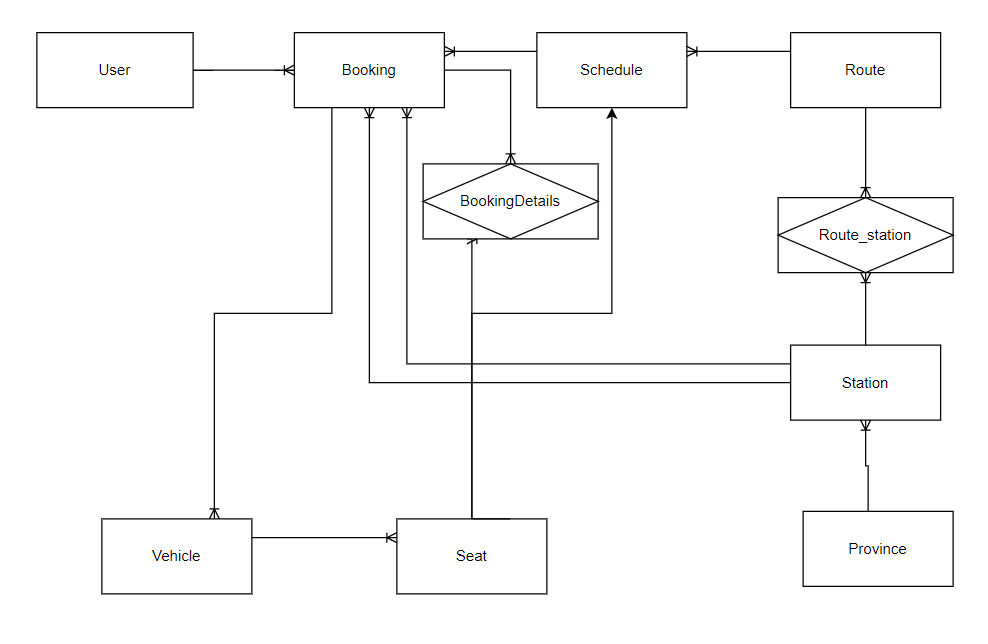 User
Booking
Schedule
Route
BookingDetails
Route_station
Station
Vehicle
Seat
Province